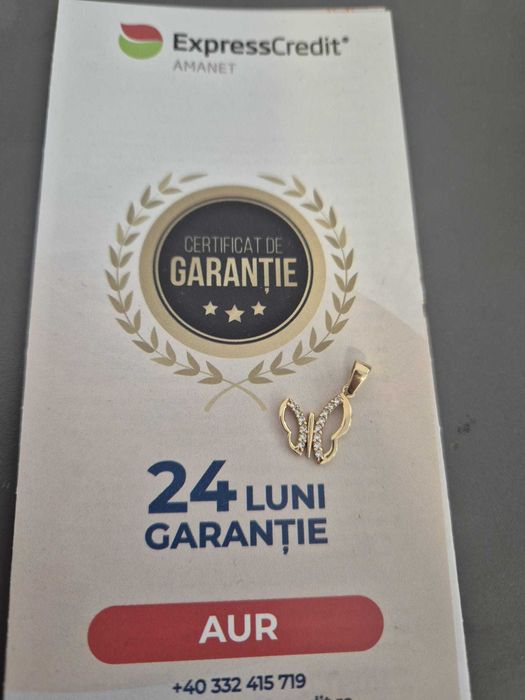 ExpressCredit®
AMANET
CERTIFICAT DE
GARANȚIE
24 LUNI
GARANȚIE
AUR
+40 332 415 719